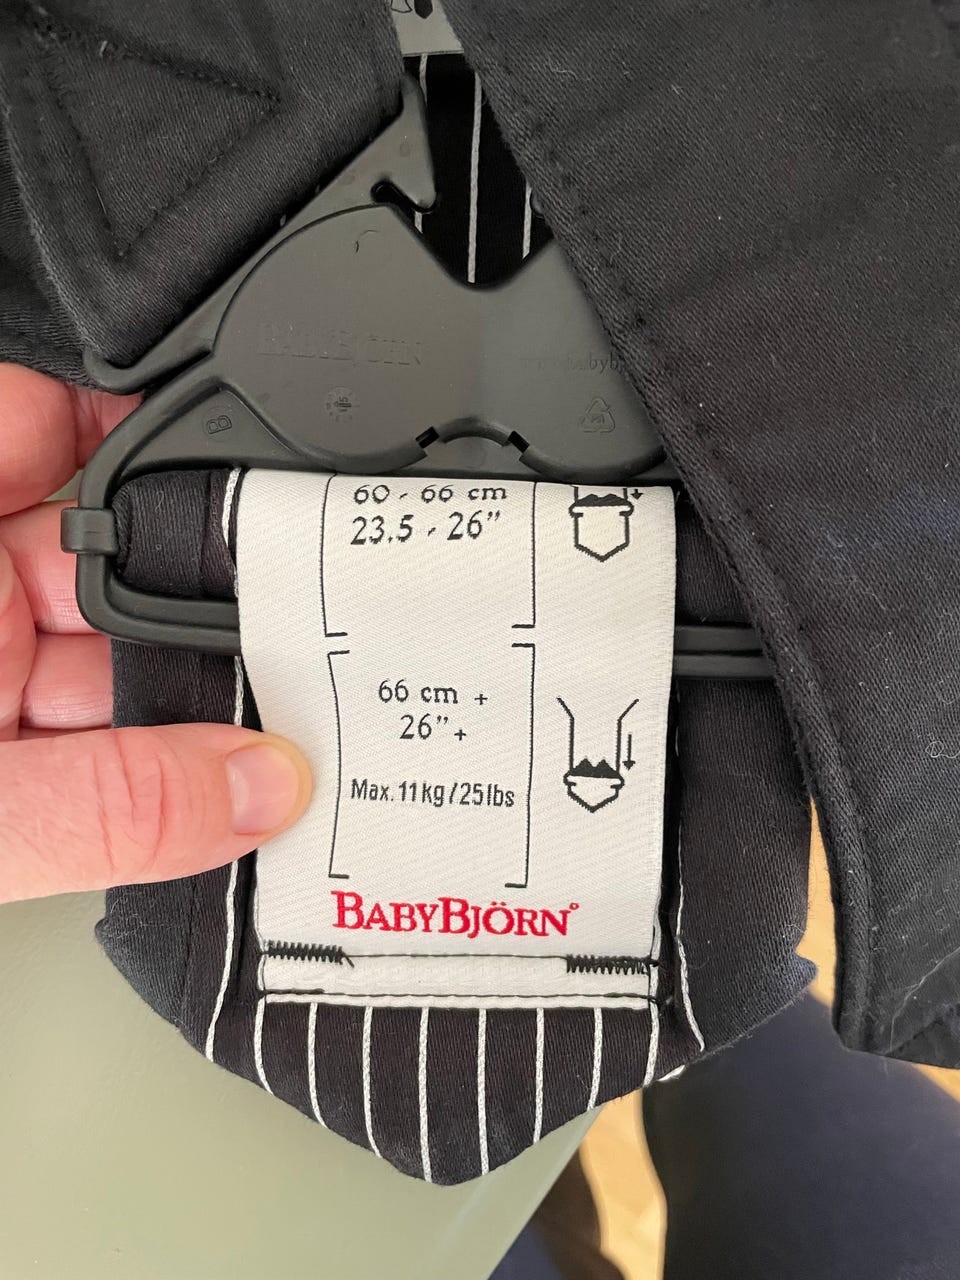 BABYBJÖRN
B
60 - 66 cm
23.5 - 26”
66 cm +
26” +
Max. 11 kg / 25 lbs
BABYBJÖRN®